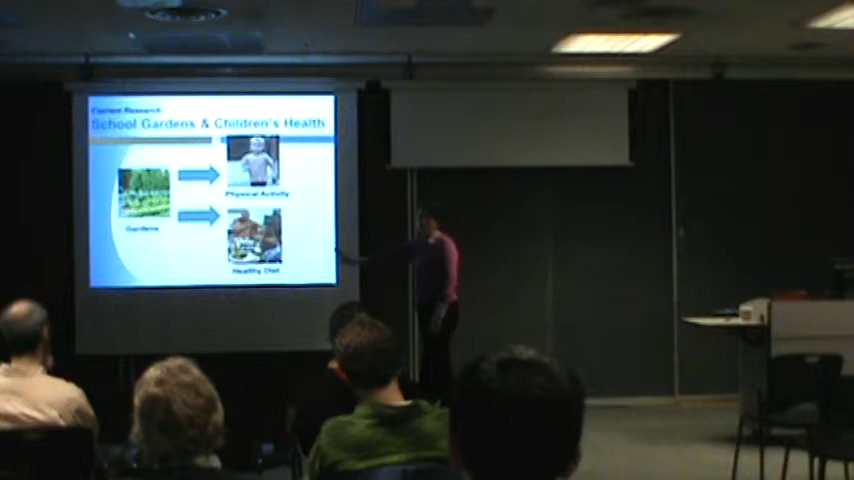 Current Research
School Gardens & Children's Health
Physical Activity
Gardens
Healthy Diet